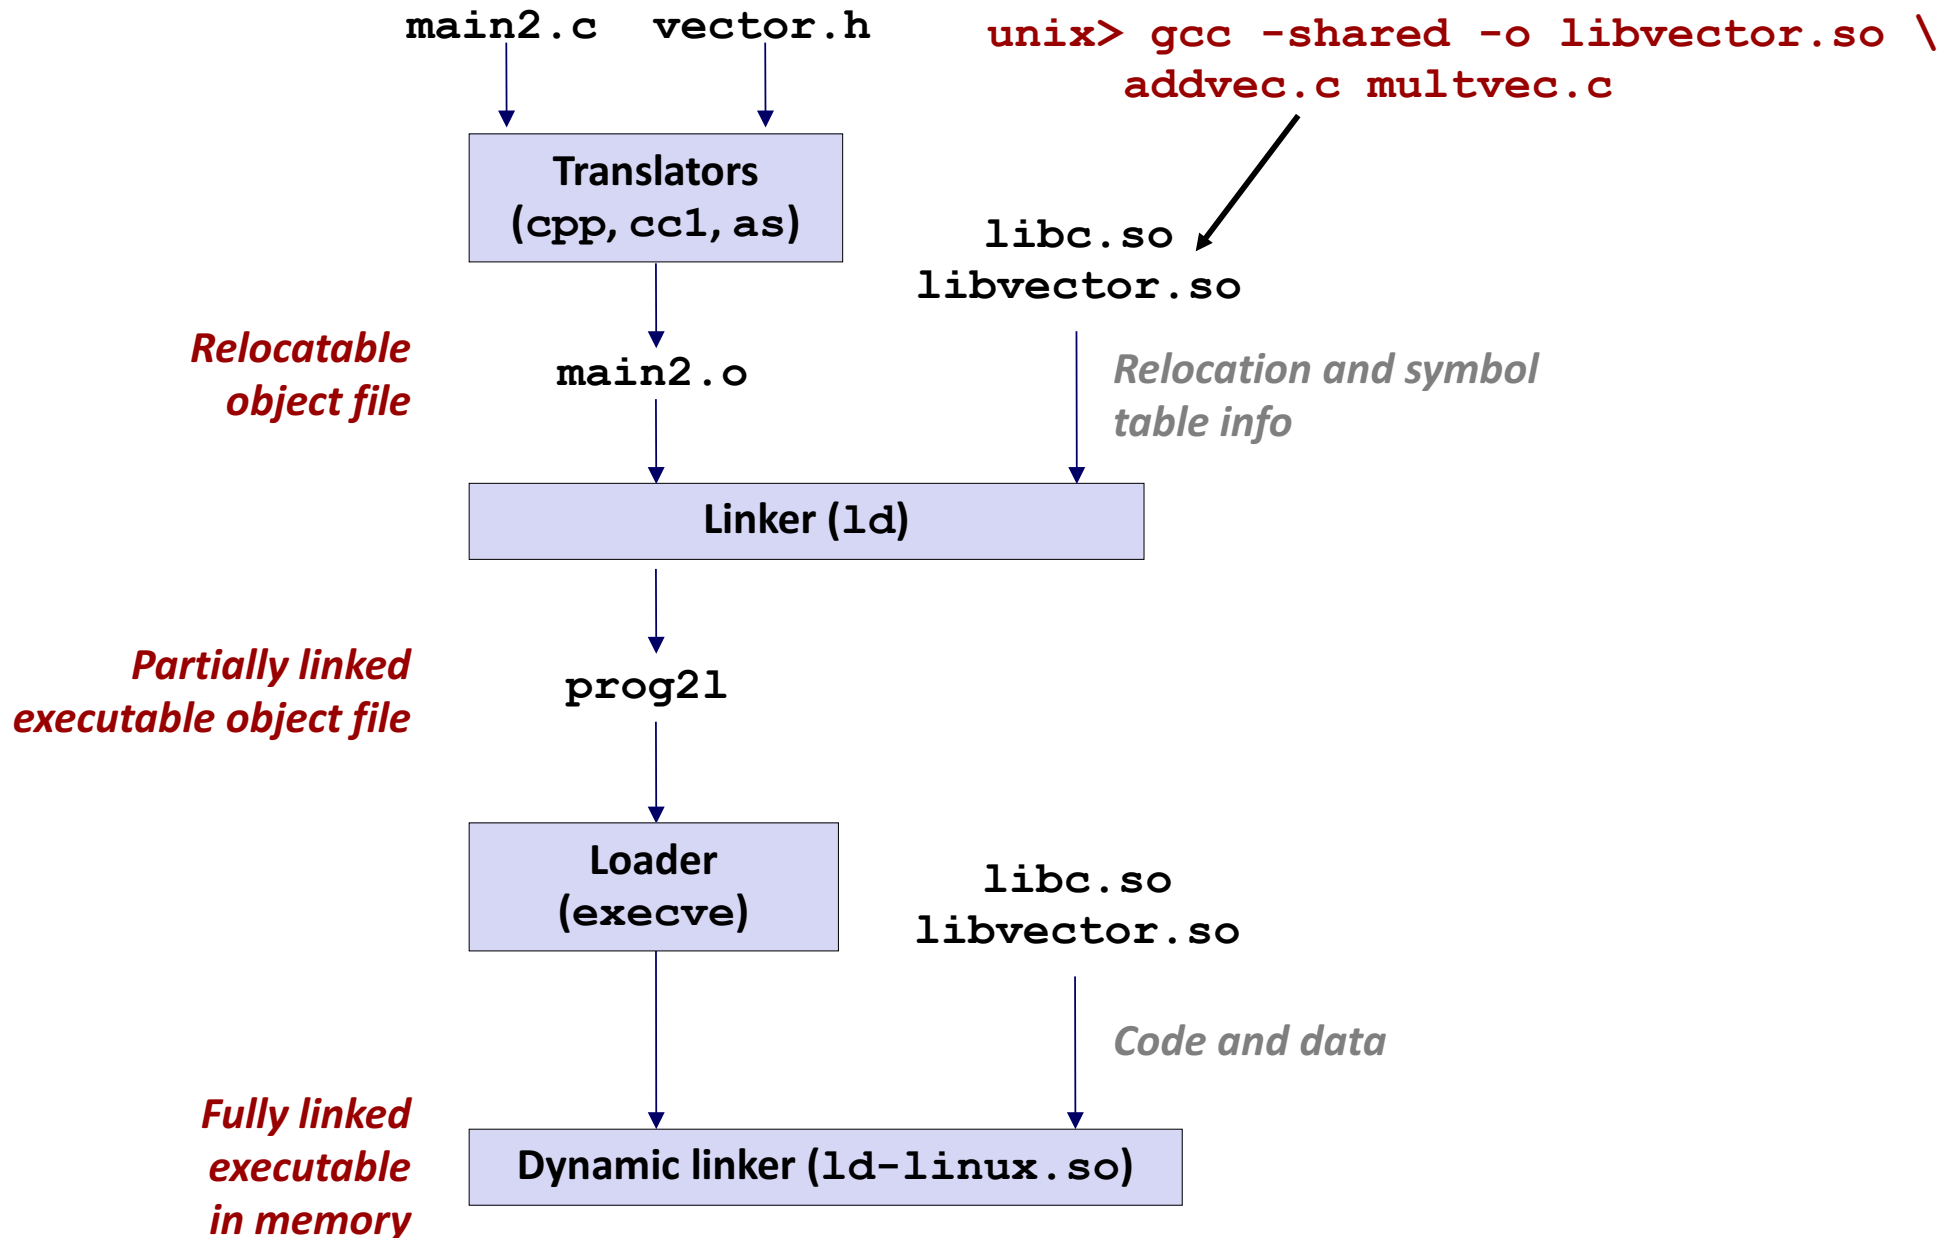 main2.c vector.h
unix> gcc -shared -o libvector.so \
addvec.c multvec.c
Translators
(cpp, cc1, as)
libc.so
libvector.so
Relocatable
object file
main2.o
Relocation and symbol
table info
Linker (ld)
Partially linked
executable object file
prog2l
Loader
(execve)
libc.so
libvector.so
Code and data
Fully linked
executable
in memory
Dynamic linker (ld-linux.so)